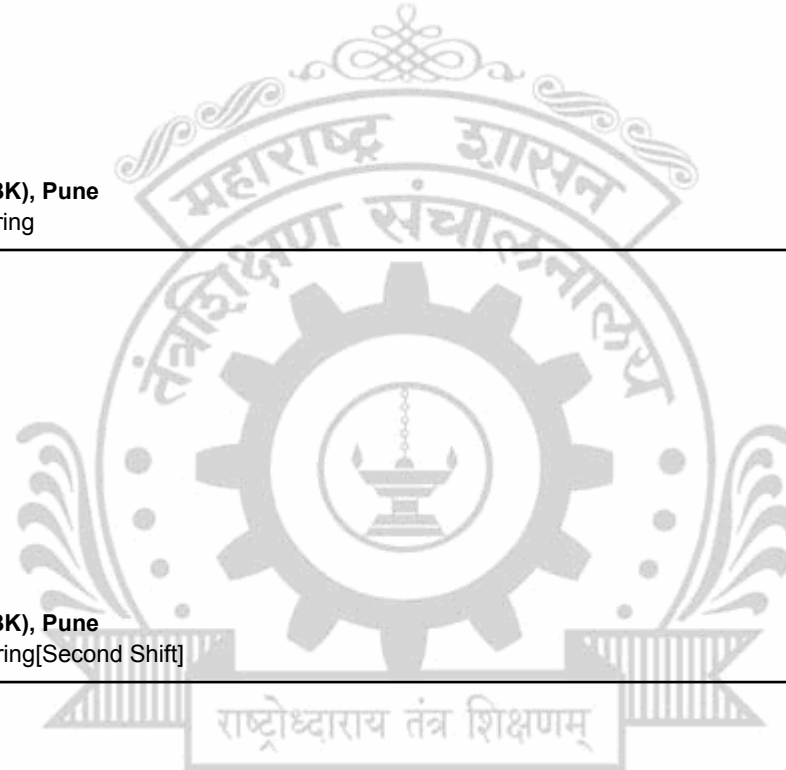 महाराष्ट्र शासन
BK), Pune
ring
तंत्रशिक्षण संचालनालय
BK), Pune
ring[Second Shift]
राष्ट्रोध्दाराय तंत्र शिक्षणम्